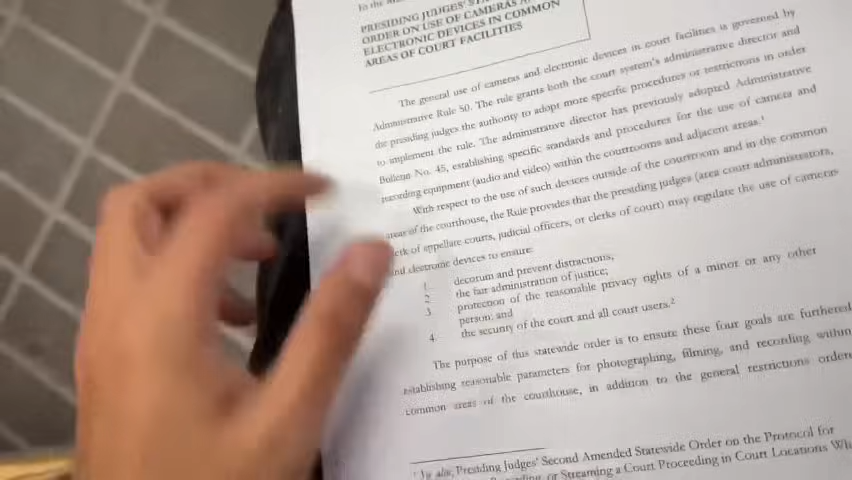 In the
PRESIDING JUDGES'
ORDER ON USE OF CAMERAS
ELECTRONIC DEVICES IN COMMON
AREAS OF COURT FACILITIES
The general use of cameras and electronic devices in court facilities is governed by
Administrative Rule 50. The rule grants both the court system's administrative director and
the presiding judges the authority to adopt more specific procedures or restrictions in order
to implement the rule. The administrative director has previously adopted Administrative
Bulletin No. 45, establishing specific standards and procedures for the use of camera and
recording equipment (audio and video) within the courtrooms and adjacent areas.¹
With respect to the use of such devices outside of the courtroom and in the common
areas of the courthouse, the Rule provides that the presiding judges (area court administrators,
clerk of appellate courts, judicial officers, or clerks of court) may regulate the use of cameras
and electronic devices to ensure:
1. decorum and prevent distractions;
2. the fair administration of justice;
3. protection of the reasonable privacy rights of a minor or any other
person; and
4. the security of the court and all court users.²
The purpose of this statewide order is to ensure these four goals are furthered
establishing reasonable parameters for photographing, filming, and recording within
common areas of the courthouse, in addition to the general restrictions
¹ See also, Presiding Judges' Second Amended Statewide Order on the Protocol for
or Streaming a Court Proceeding in Court Locations